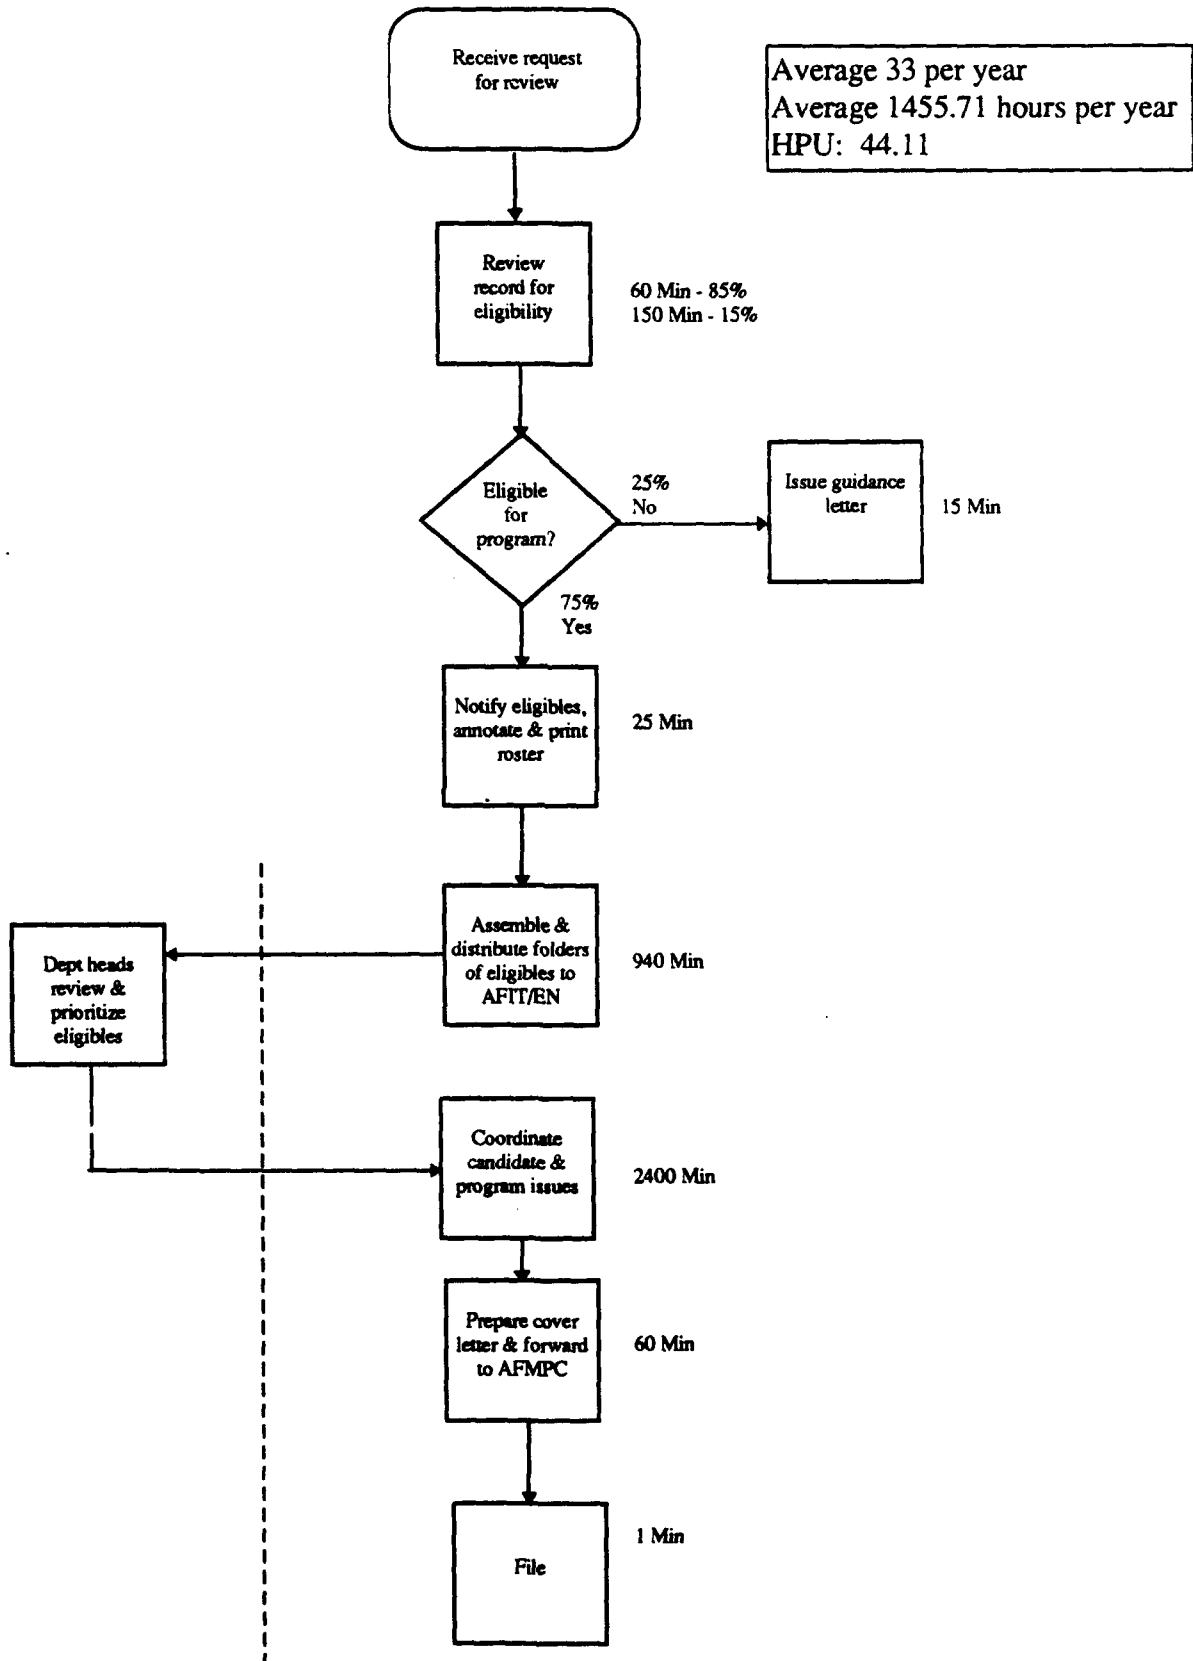 Receive request
for review
Average 33 per year
Average 1455.71 hours per year
HPU: 44.11
Review
record for
eligibility
60 Min - 85%
150 Min - 15%
Eligible
for
program?
25%
No
Issue guidance
letter
15 Min
75%
Yes
Notify eligibles,
annotate & print
roster
25 Min
Assemble &
distribute folders
of eligibles to
AFIT/EN
940 Min
Dept heads
review &
prioritize
eligibles
Coordinate
candidate &
program issues
2400 Min
Prepare cover
letter & forward
to AFMPC
60 Min
File
1 Min